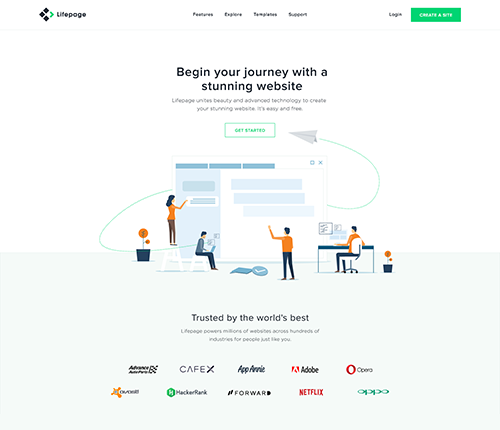 Lifepage
Features Explore Templates Support
Login CREATE A SITE
Begin your journey with a
stunning website
Lifepage unites beauty and advanced technology to create
your stunning website. It's easy and free.
GET STARTED
Trusted by the world's best
Lifepage powers millions of websites across hundreds of
industries for people just like you.
Advance Auto Parts CAFEX App Annie Adobe Opera
avast! HackerRank FORWARD NETFLIX oppo